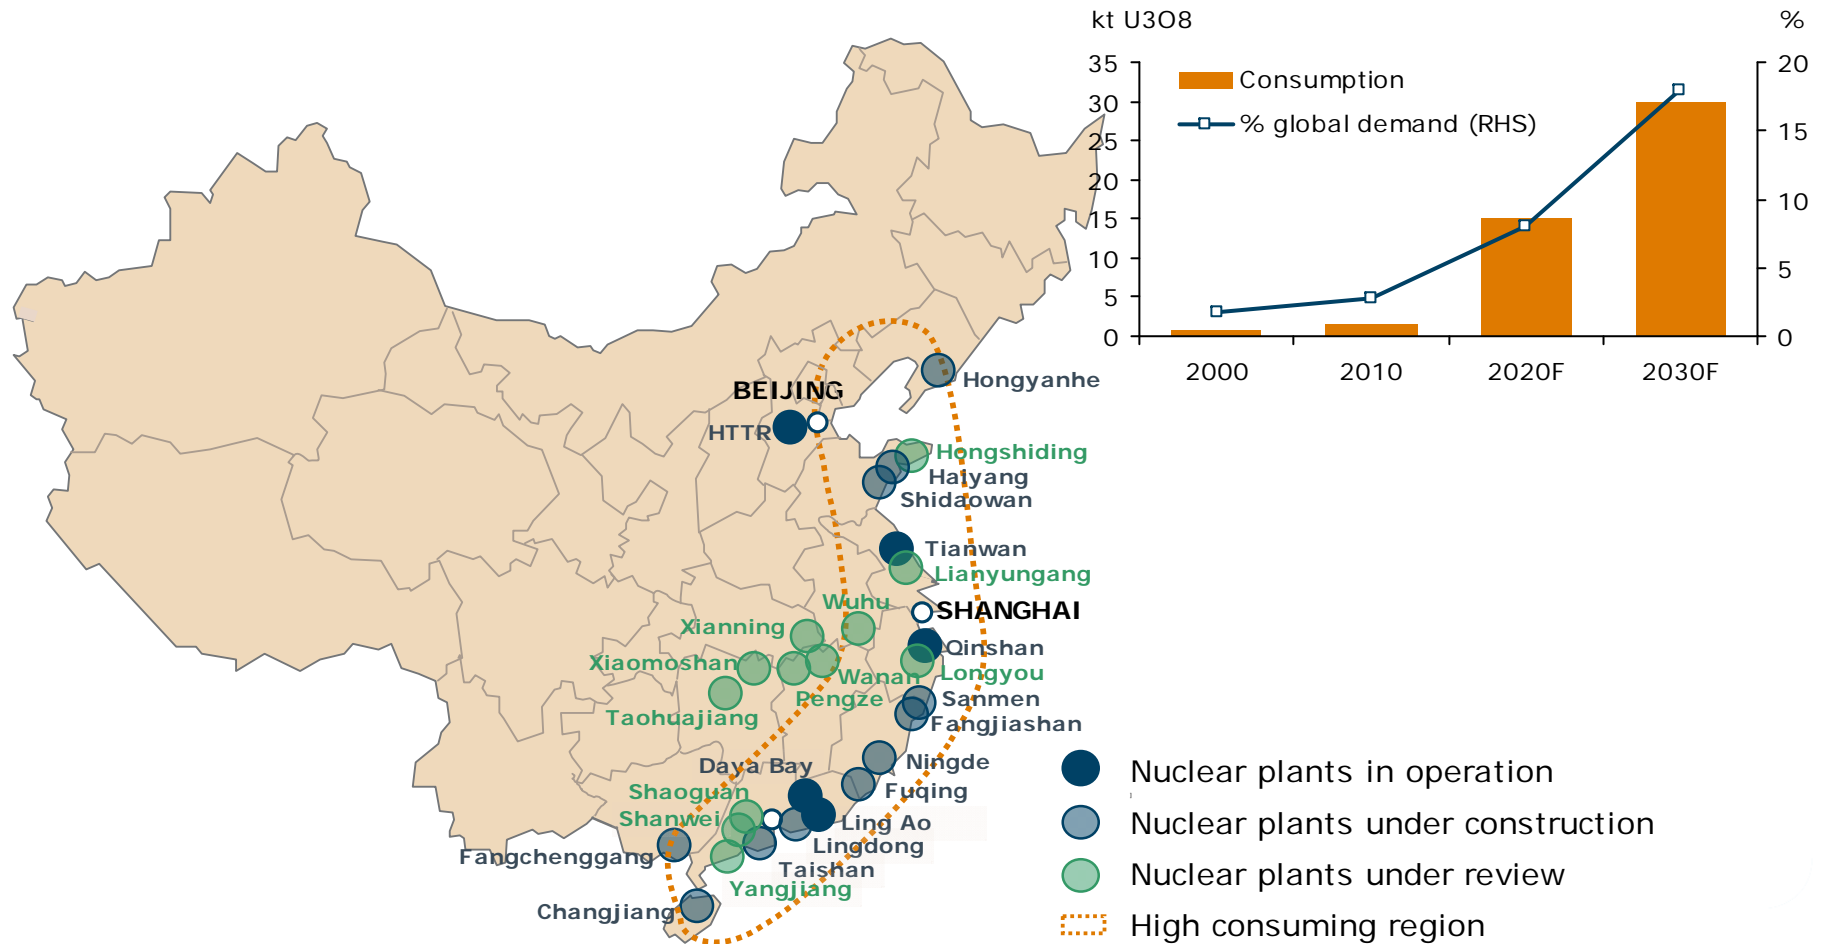 kt U3O8
%
35
30
25
20
15
10
5
0
20
15
10
5
0
Consumption
% global demand (RHS)
2000
2010
2020F
2030F
Hongyanhe
BEIJING
HTTR
Hongshiding
Haiyang
Shidaowan
Tianwan
Lianyungang
Wuhu
SHANGHAI
Xianning
Qinshan
Xiaomoshan
Longyou
Wanan
Pengze
Sanmen
Taohuajiang
Fangjiashan
Ningde
Daya Bay
Fuqing
Shaoguan
Shanwei
Ling Ao
Lingdong
Fangchenggang
Taishan
Yangjiang
Changjiang
Nuclear plants in operation
Nuclear plants under construction
Nuclear plants under review
High consuming region